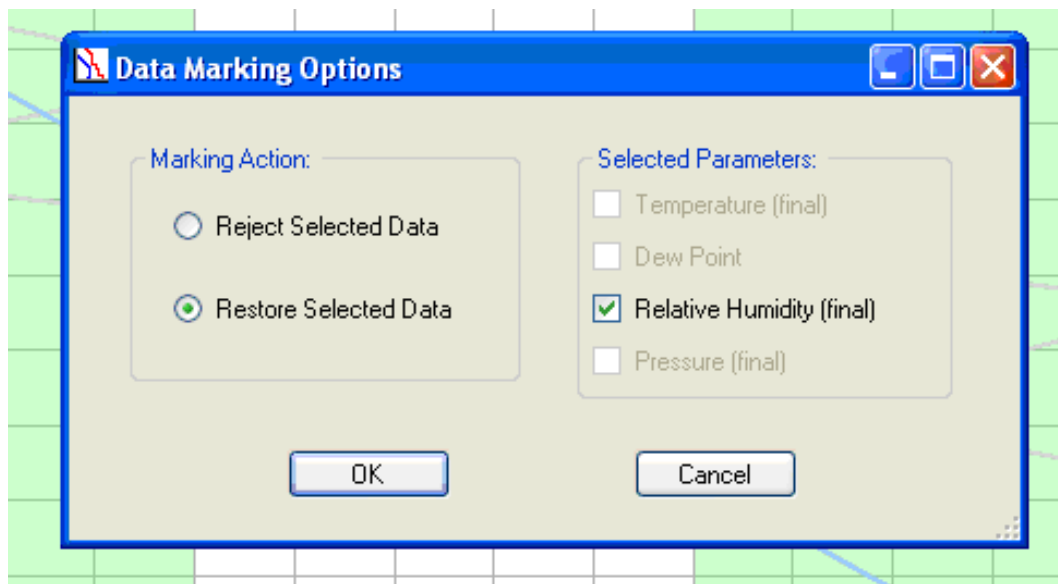 Data Marking Options
Marking Action:
Reject Selected Data
Restore Selected Data
Selected Parameters:
Temperature (final)
Dew Point
Relative Humidity (final)
Pressure (final)
OK
Cancel